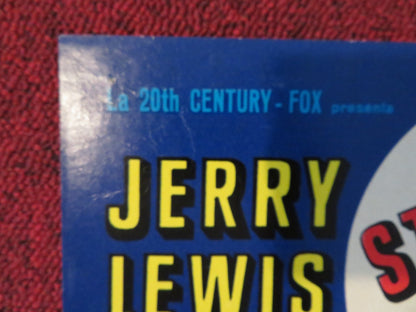 La 20th CENTURY - FOX presenta
JERRY
LEWIS